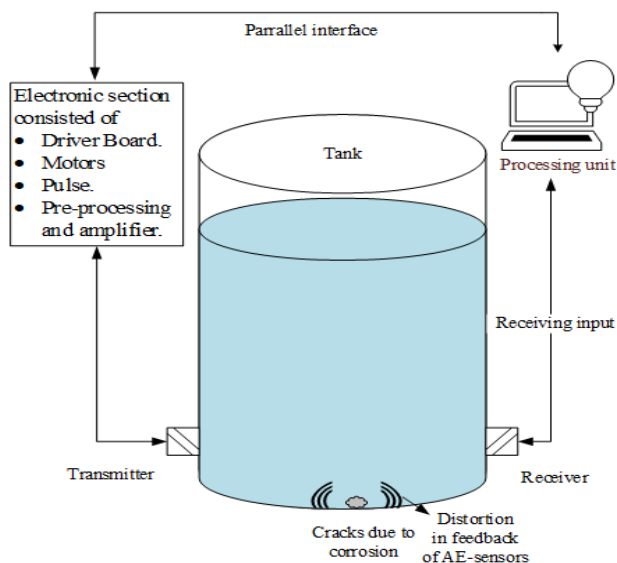 Parrallel interface
Electronic section
consisted of
• Driver Board.
• Motors
• Pulse.
• Pre-processing
and amplifier.
Tank
Processing unit
Receiving input
Transmitter
Receiver
Cracks due to
corrosion
Distortion
in feedback
of AE-sensors